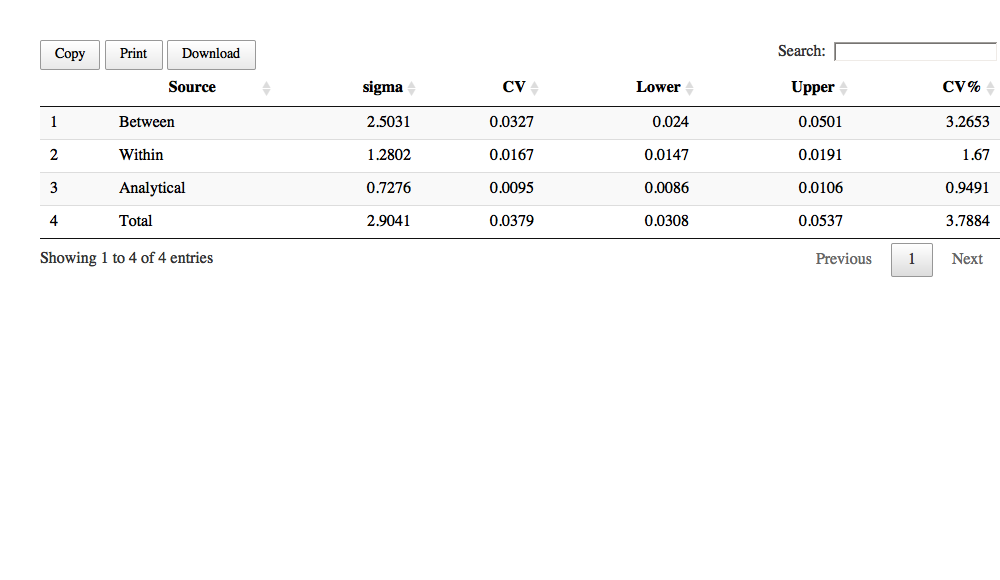 Copy Print Download Search:
Source sigma CV Lower Upper CV%
1 Between 2.5031 0.0327 0.024 0.0501 3.2653
2 Within 1.2802 0.0167 0.0147 0.0191 1.67
3 Analytical 0.7276 0.0095 0.0086 0.0106 0.9491
4 Total 2.9041 0.0379 0.0308 0.0537 3.7884
Showing 1 to 4 of 4 entries Previous 1 Next